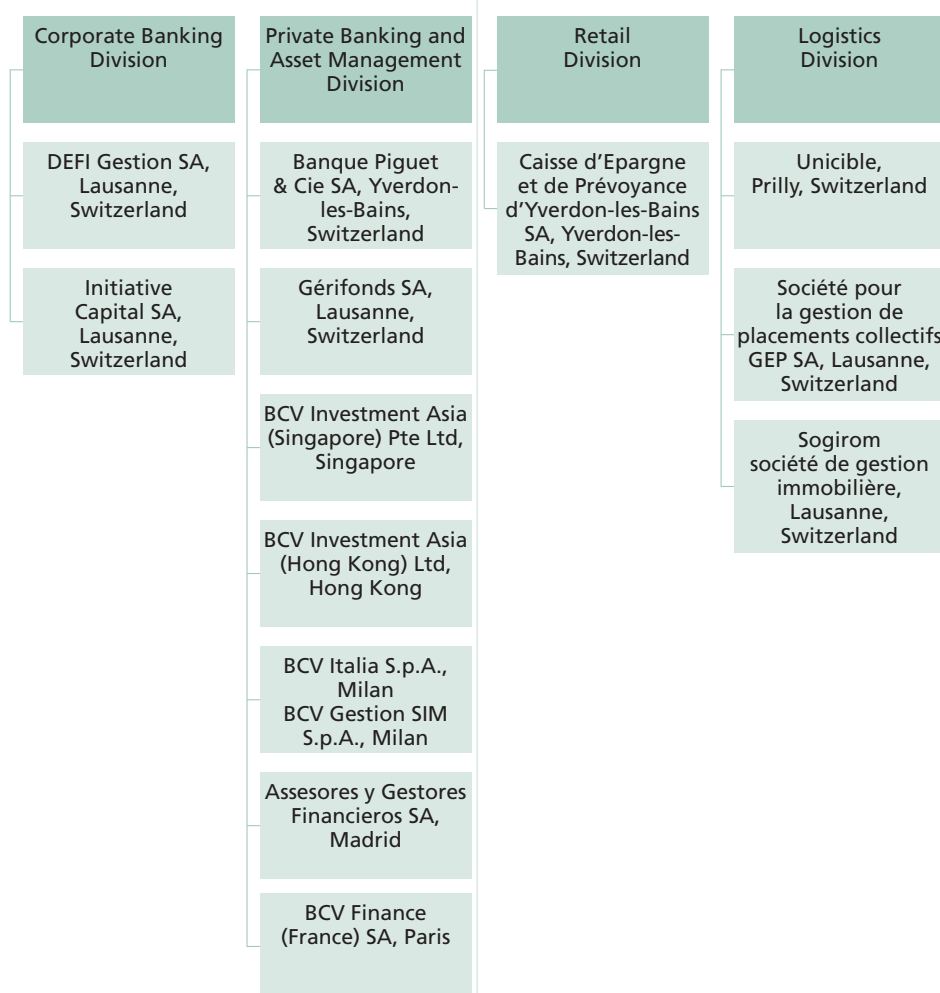 Corporate Banking
Division
DEFI Gestion SA,
Lausanne,
Switzerland
Initiative
Capital SA,
Lausanne,
Switzerland
Private Banking and
Asset Management
Division
Banque Piguet
& Cie SA, Yverdon-
les-Bains,
Switzerland
Gérifonds SA,
Lausanne,
Switzerland
BCV Investment Asia
(Singapore) Pte Ltd,
Singapore
BCV Investment Asia
(Hong Kong) Ltd,
Hong Kong
BCV Italia S.p.A.,
Milan
BCV Gestion SIM
S.p.A., Milan
Assesores y Gestores
Financieros SA,
Madrid
BCV Finance
(France) SA, Paris
Retail
Division
Caisse d’Epargne
et de Prévoyance
d’Yverdon-les-Bains
SA, Yverdon-les-
Bains, Switzerland
Logistics
Division
Unicible,
Prilly, Switzerland
Société pour
la gestion de
placements collectifs
GEP SA, Lausanne,
Switzerland
Sogirom
société de gestion
immobilière,
Lausanne,
Switzerland